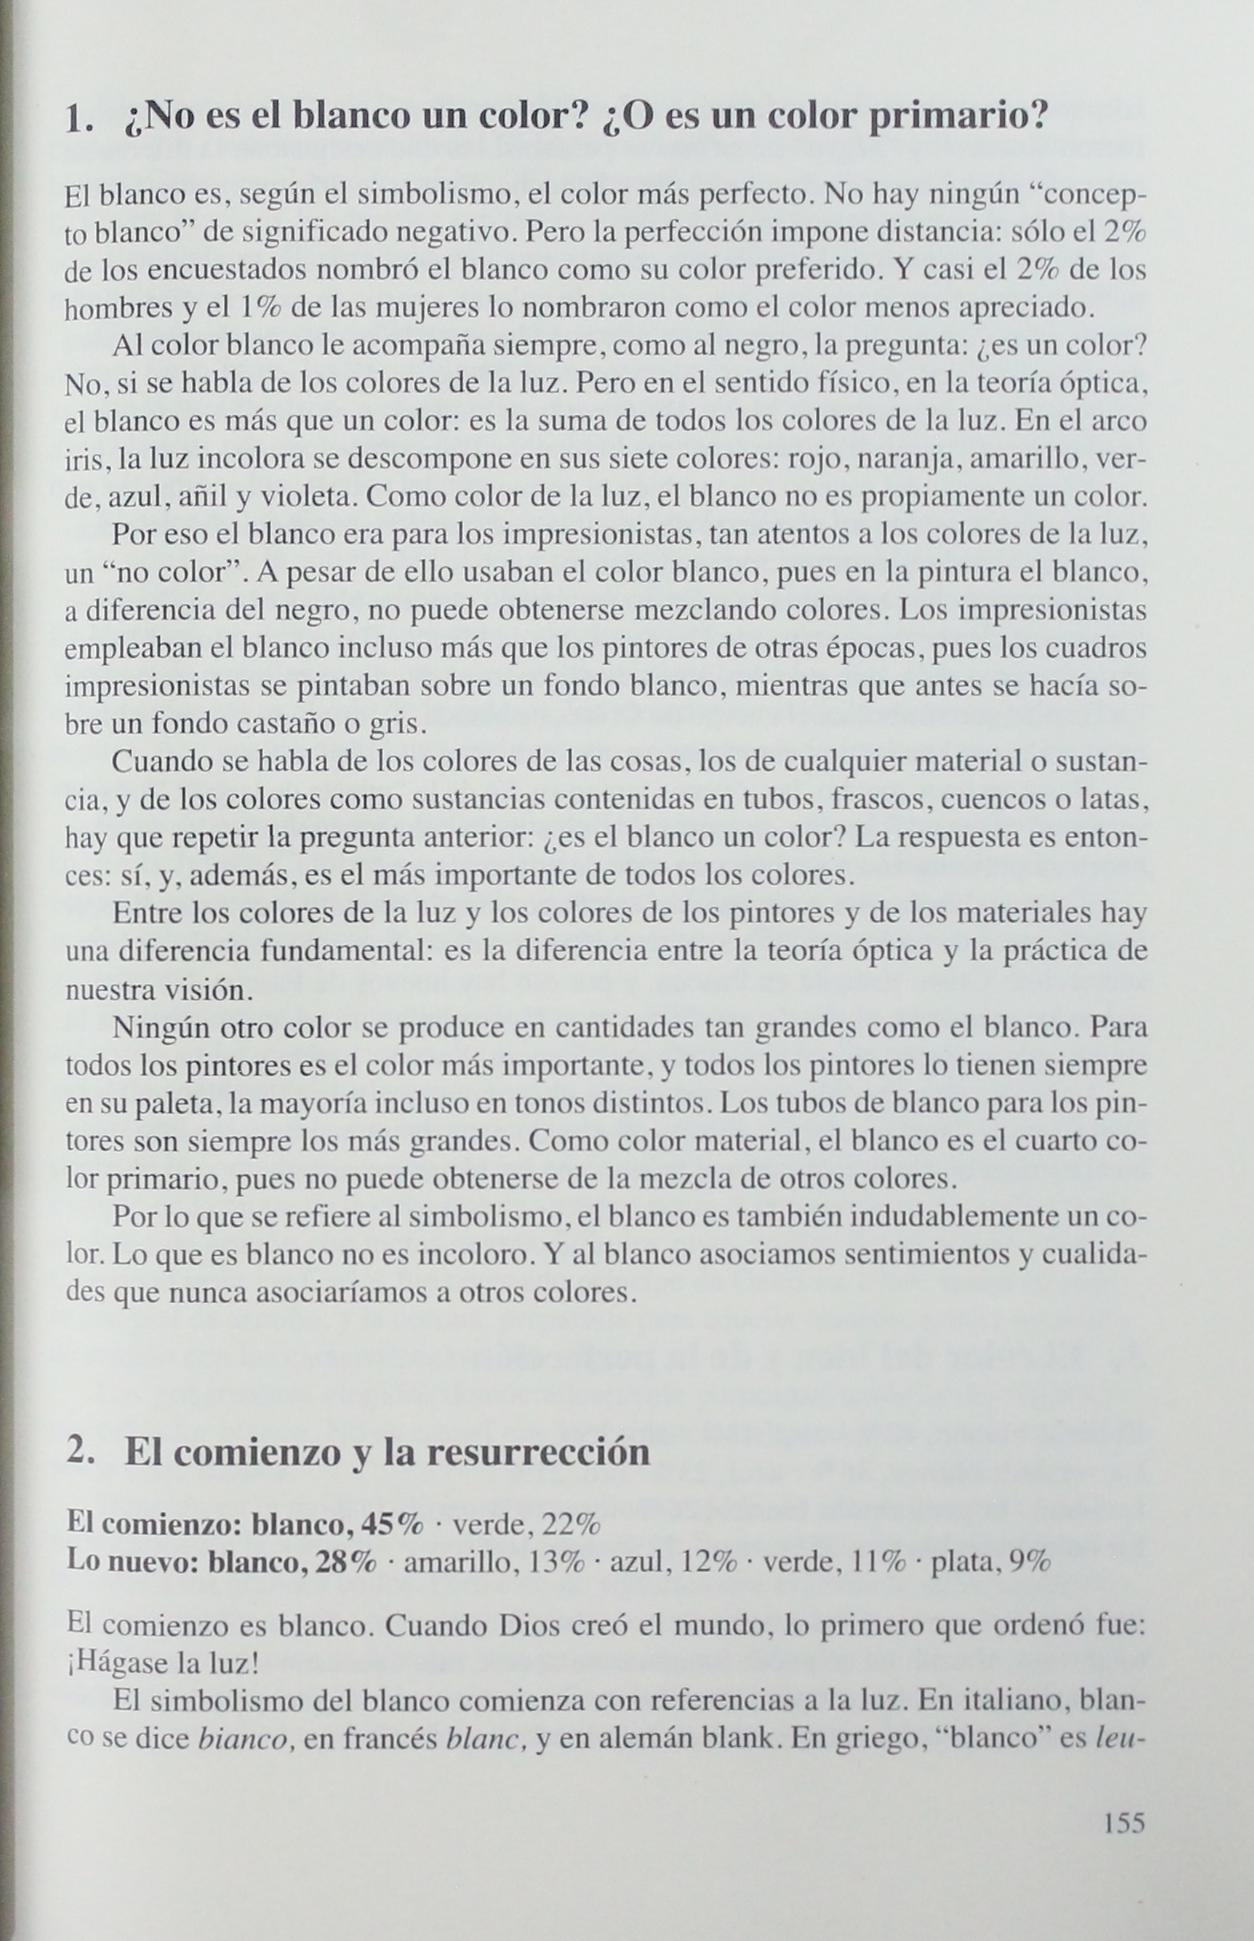 1. ¿No es el blanco un color? ¿O es un color primario?
El blanco es, según el simbolismo, el color más perfecto. No hay ningún “concep-
to blanco” de significado negativo. Pero la perfección impone distancia: sólo el 2%
de los encuestados nombró el blanco como su color preferido. Y casi el 2% de los
hombres y el 1% de las mujeres lo nombraron como el color menos apreciado.
Al color blanco le acompaña siempre, como al negro, la pregunta: ¿es un color?
No, si se habla de los colores de la luz. Pero en el sentido físico, en la teoría óptica,
el blanco es más que un color: es la suma de todos los colores de la luz. En el arco
iris, la luz incolora se descompone en sus siete colores: rojo, naranja, amarillo, ver-
de, azul, añil y violeta. Como color de la luz, el blanco no es propiamente un color.
Por eso el blanco era para los impresionistas, tan atentos a los colores de la luz,
un “no color”. A pesar de ello usaban el color blanco, pues en la pintura el blanco,
a diferencia del negro, no puede obtenerse mezclando colores. Los impresionistas
empleaban el blanco incluso más que los pintores de otras épocas, pues los cuadros
impresionistas se pintaban sobre un fondo blanco, mientras que antes se hacía so-
bre un fondo castaño o gris.
Cuando se habla de los colores de las cosas, los de cualquier material o sustan-
cia, y de los colores como sustancias contenidas en tubos, frascos, cuencos o latas,
hay que repetir la pregunta anterior: ¿es el blanco un color? La respuesta es enton-
ces: sí, y, además, es el más importante de todos los colores.
Entre los colores de la luz y los colores de los pintores y de los materiales hay
una diferencia fundamental: es la diferencia entre la teoría óptica y la práctica de
nuestra visión.
Ningún otro color se produce en cantidades tan grandes como el blanco. Para
todos los pintores es el color más importante, y todos los pintores lo tienen siempre
en su paleta, la mayoría incluso en tonos distintos. Los tubos de blanco para los pin-
tores son siempre los más grandes. Como color material, el blanco es el cuarto co-
lor primario, pues no puede obtenerse de la mezcla de otros colores.
Por lo que se refiere al simbolismo, el blanco es también indudablemente un co-
lor. Lo que es blanco no es incoloro. Y al blanco asociamos sentimientos y cualida-
des que nunca asociaríamos a otros colores.
2. El comienzo y la resurrección
El comienzo: blanco, 45% · verde, 22%
Lo nuevo: blanco, 28% · amarillo, 13% · azul, 12% · verde, 11% · plata, 9%
El comienzo es blanco. Cuando Dios creó el mundo, lo primero que ordenó fue:
¡Hágase la luz!
El simbolismo del blanco comienza con referencias a la luz. En italiano, blan-
co se dice bianco, en francés blanc, y en alemán blank. En griego, “blanco” es leu-
155